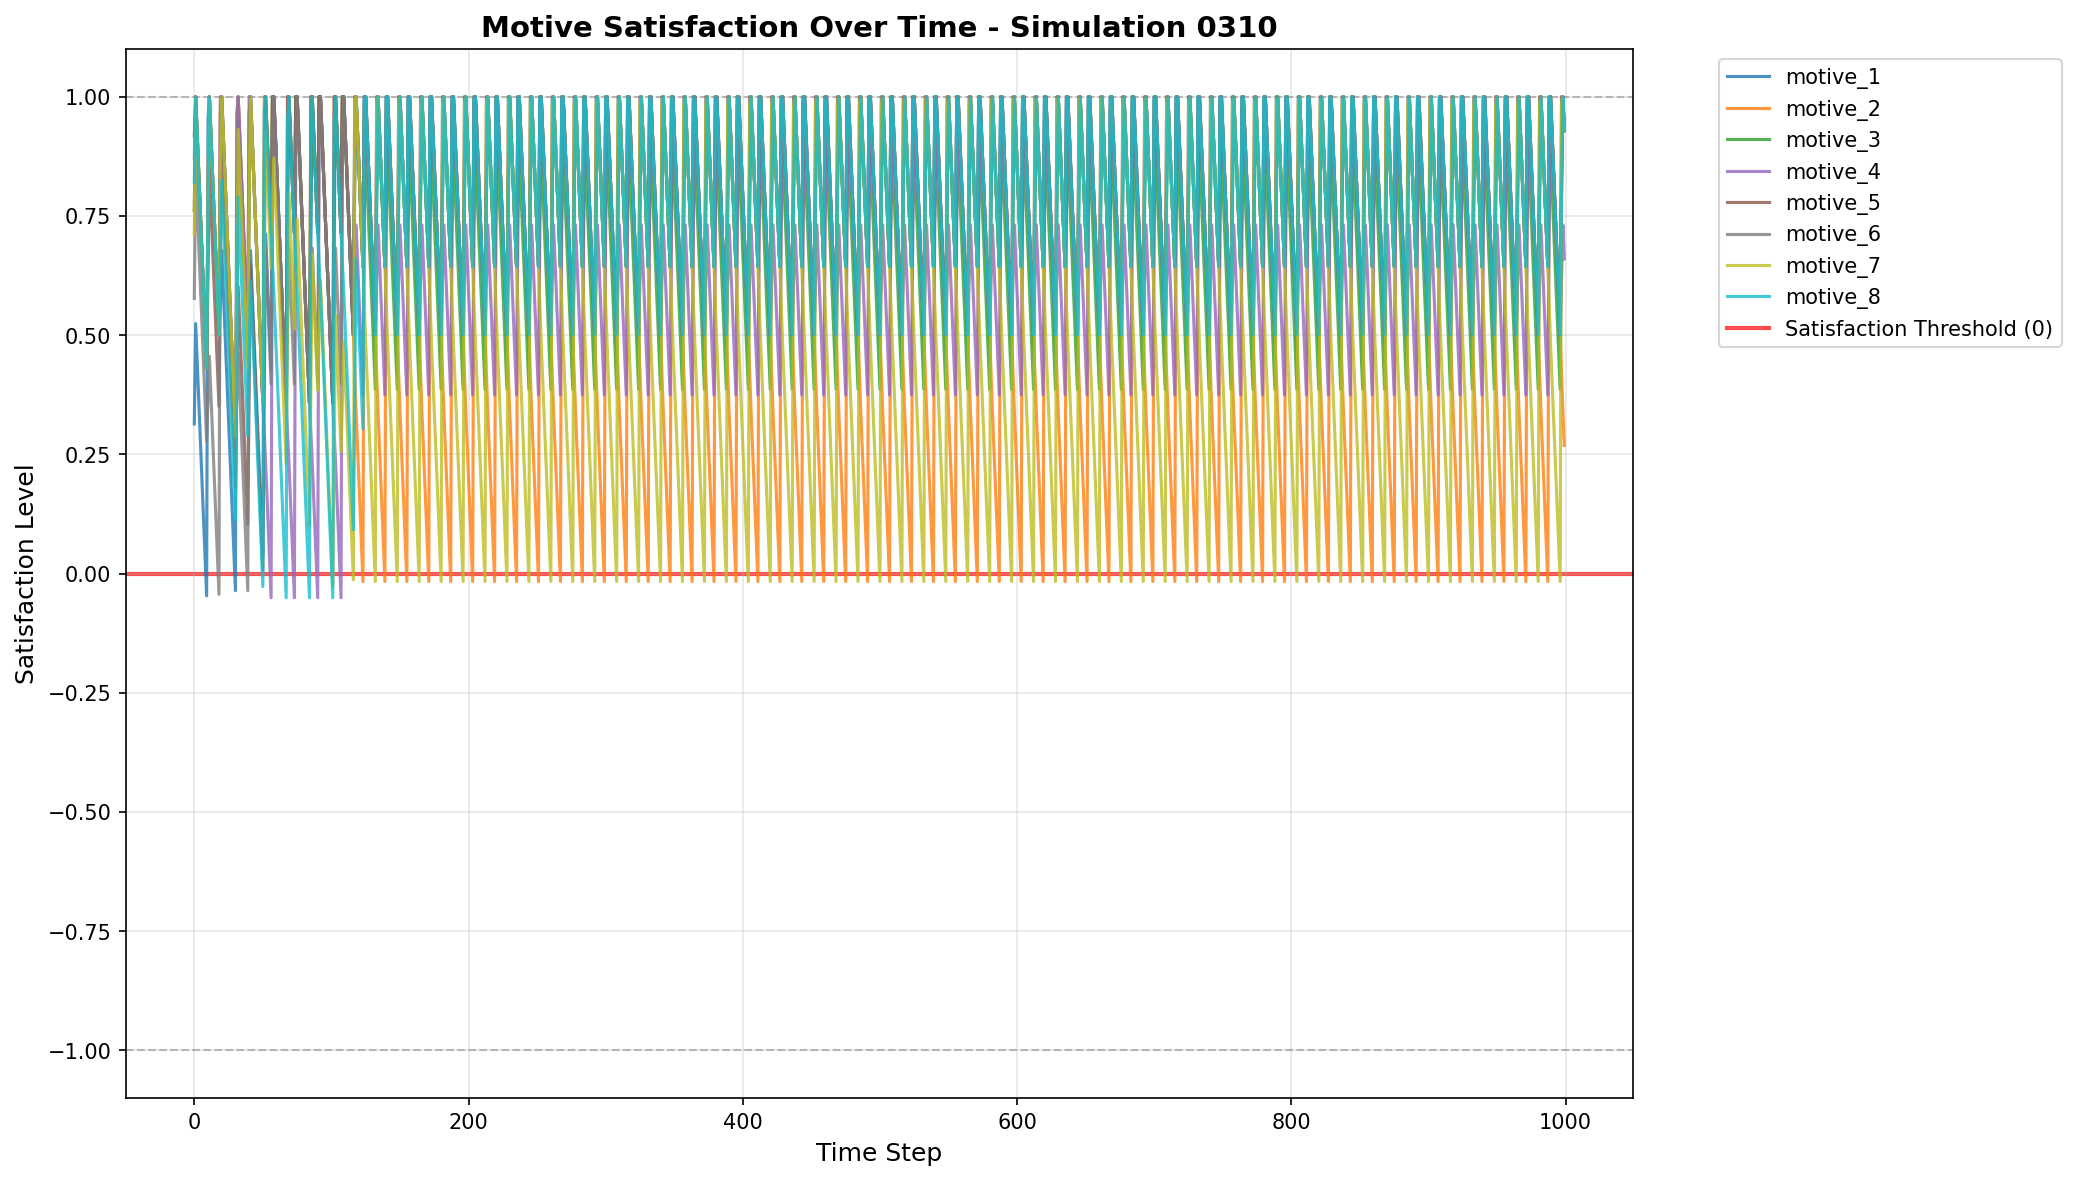 Motive Satisfaction Over Time - Simulation 0310
motive_1
motive_2
motive_3
motive_4
motive_5
motive_6
motive_7
motive_8
Satisfaction Threshold (0)
Satisfaction Level
1.00
0.75
0.50
0.25
0.00
−0.25
−0.50
−0.75
−1.00
0 200 400 600 800 1000
Time Step